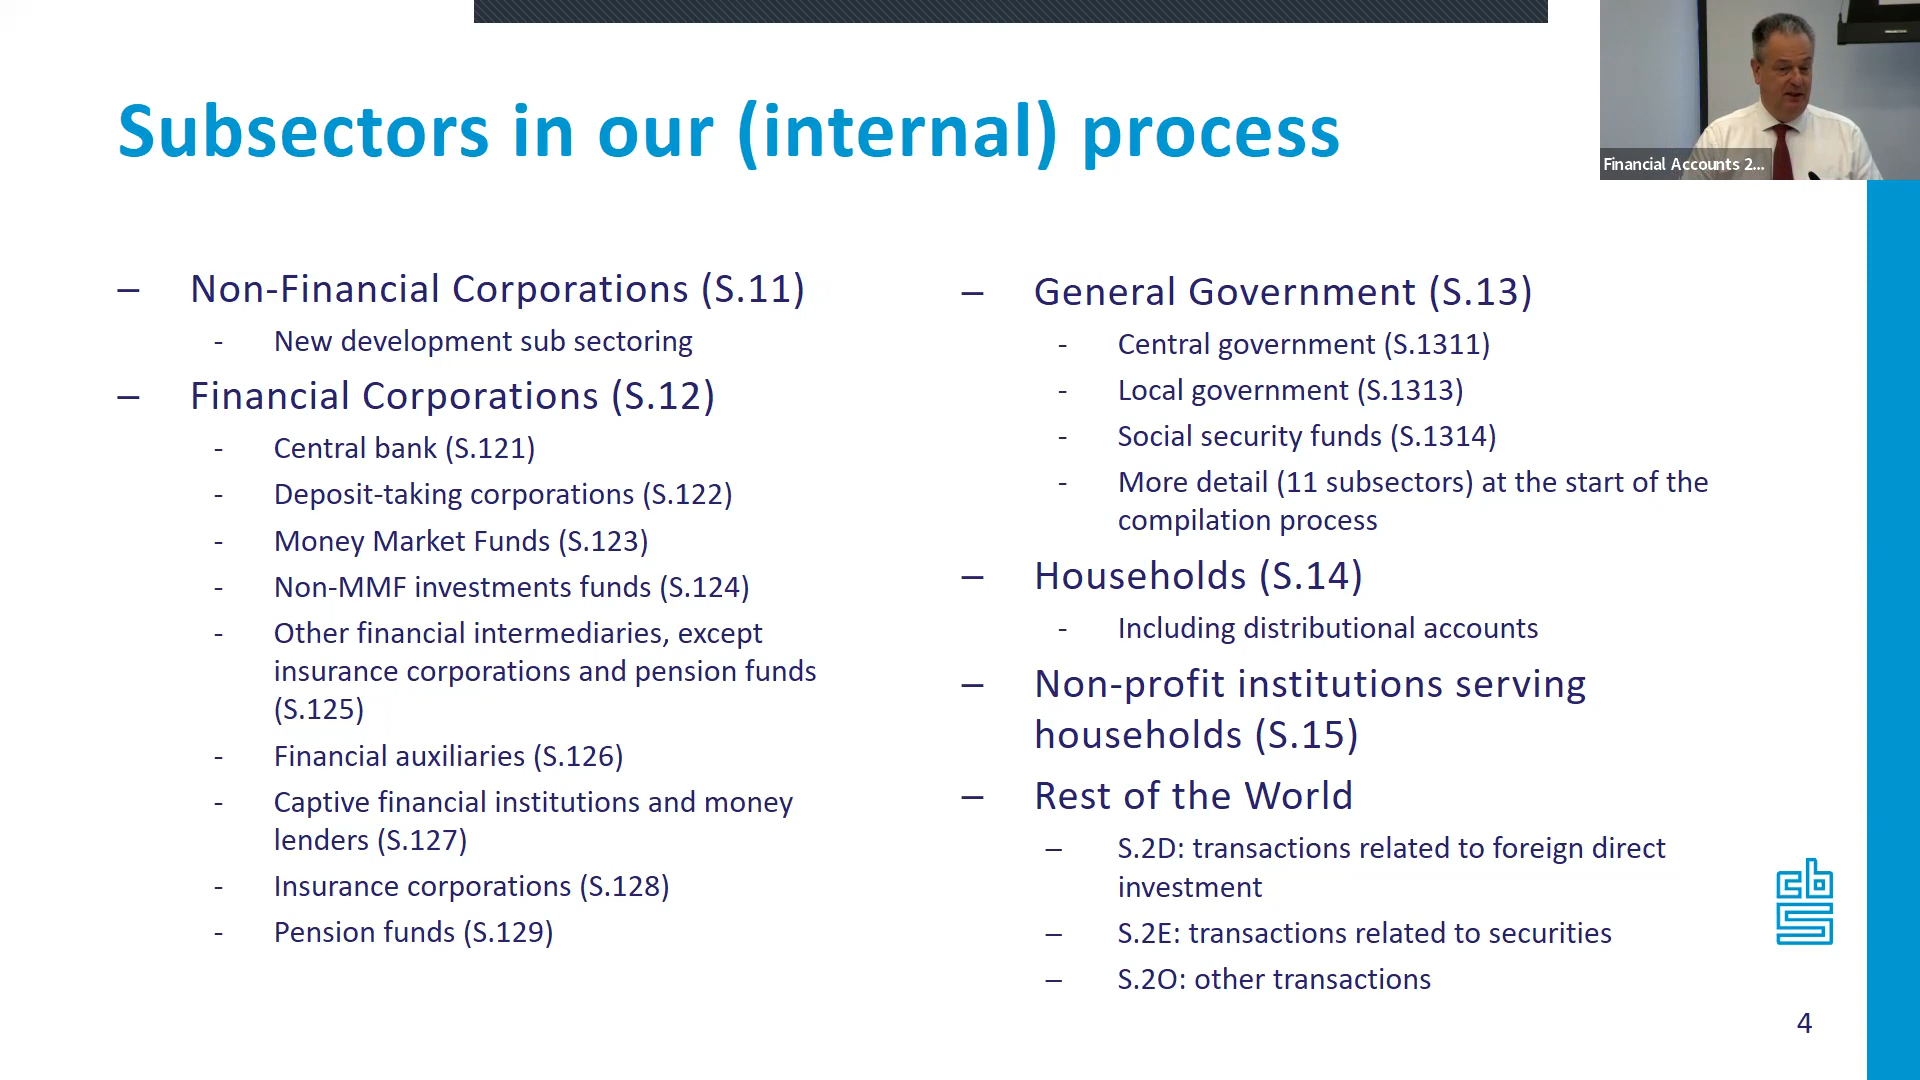 Subsectors in our (internal) process
Financial Accounts 2...
– Non-Financial Corporations (S.11)
- New development sub sectoring
– Financial Corporations (S.12)
- Central bank (S.121)
- Deposit-taking corporations (S.122)
- Money Market Funds (S.123)
- Non-MMF investments funds (S.124)
- Other financial intermediaries, except
insurance corporations and pension funds
(S.125)
- Financial auxiliaries (S.126)
- Captive financial institutions and money
lenders (S.127)
- Insurance corporations (S.128)
- Pension funds (S.129)
– General Government (S.13)
- Central government (S.1311)
- Local government (S.1313)
- Social security funds (S.1314)
- More detail (11 subsectors) at the start of the
compilation process
– Households (S.14)
- Including distributional accounts
– Non-profit institutions serving
households (S.15)
– Rest of the World
– S.2D: transactions related to foreign direct
investment
– S.2E: transactions related to securities
– S.2O: other transactions
cbs
4